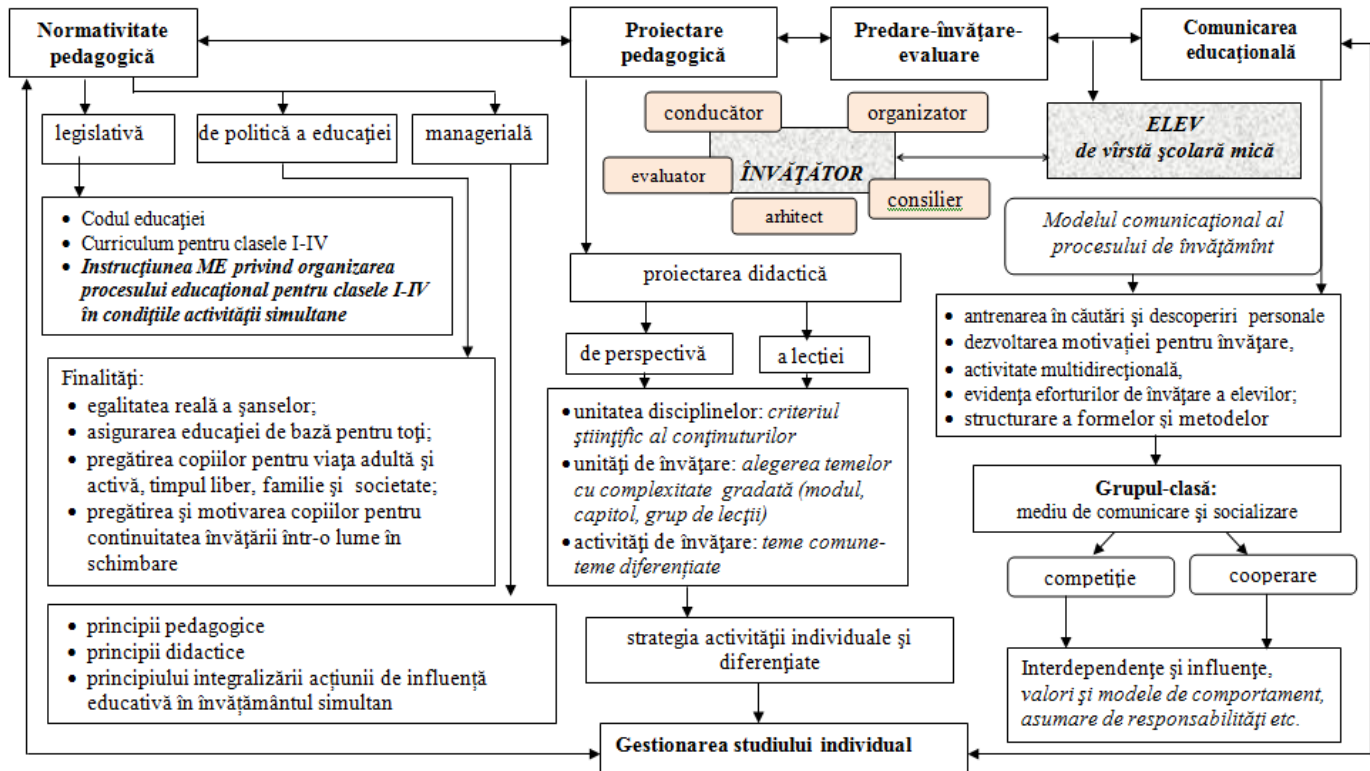 Normativitate
pedagogică
Proiectare
pedagogică
Predare-învăţare-
evaluare
Comunicarea
educaţională
legislativă
de politică a educaţiei
managerială
conducător
organizator
evaluator
ÎNVĂŢĂTOR
arhitect
consilier
ELEV
de vîrstă şcolară mică
• Codul educaţiei
• Curriculum pentru clasele I-IV
• Instrucţiunea ME privind organizarea
procesului educaţional pentru clasele I-IV
în condiţiile activităţii simultane
Modelul comunicaţional al
procesului de învăţămînt
proiectarea didactică
de perspectivă
a lectiei
• antrenarea în căutări şi descoperiri personale
• dezvoltarea motivației pentru învăţare,
• activitate multidirecţională,
• evidenţa eforturilor de învăţare a elevilor;
• structurare a formelor și metodelor
Finalităţi:
• egalitatea reală a şanselor;
• asigurarea educaţiei de bază pentru toţi;
• pregătirea copiilor pentru viaţa adultă şi
activă, timpul liber, familie şi societate;
• pregătirea şi motivarea copiilor pentru
continuitatea învăţării într-o lume în
schimbare
• unitatea disciplinelor: criteriul
ştiinţific al conţinuturilor
• unităţi de învăţare: alegerea temelor
cu complexitate gradată (modul,
capitol, grup de lecţii)
• activităţi de învăţare: teme comune-
teme diferenţiate
Grupul-clasă:
mediu de comunicare şi socializare
competiţie
cooperare
• principii pedagogice
• principii didactice
• principiului integralizării acțiunii de influență
educativă în învățământul simultan
strategia activităţii individuale şi
diferenţiate
Interdependenţe şi influenţe,
valori şi modele de comportament,
asumare de responsabilităţi etc.
Gestionarea studiului individual